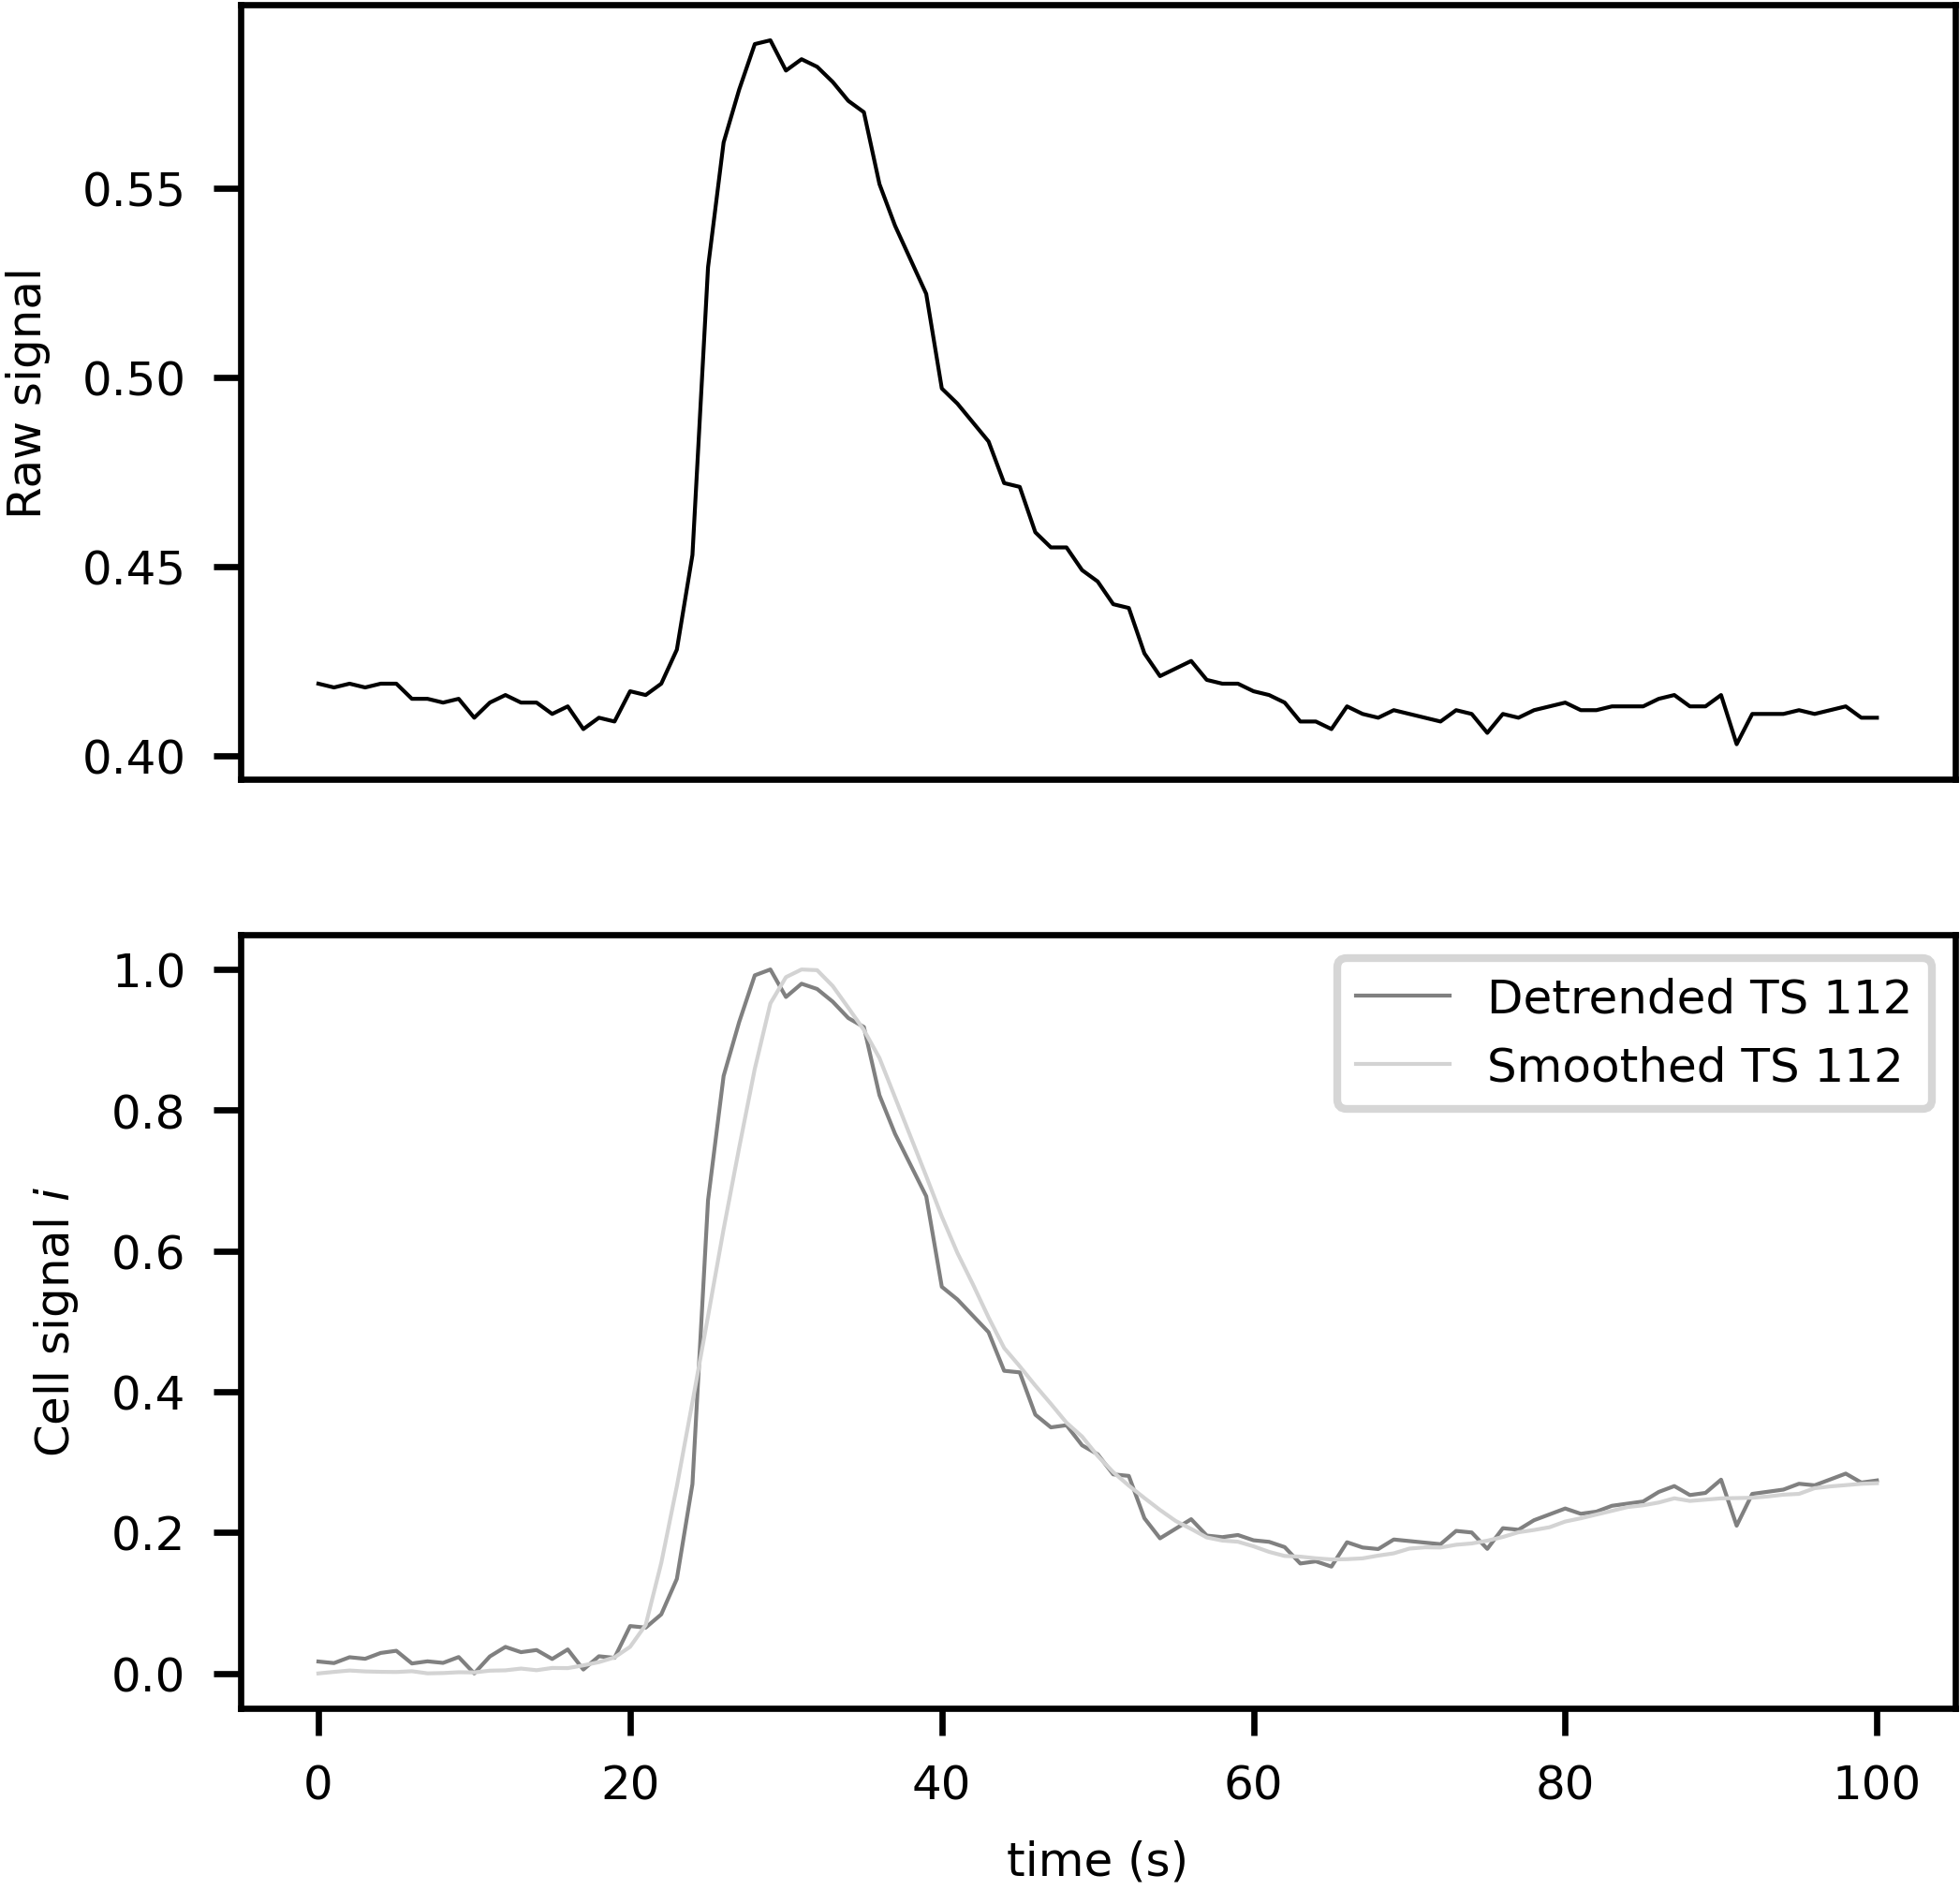 Raw signal
0.55
0.50
0.45
0.40
Cell signal i
1.0
0.8
0.6
0.4
0.2
0.0
Detrended TS 112
Smoothed TS 112
0 20 40 60 80 100
time (s)